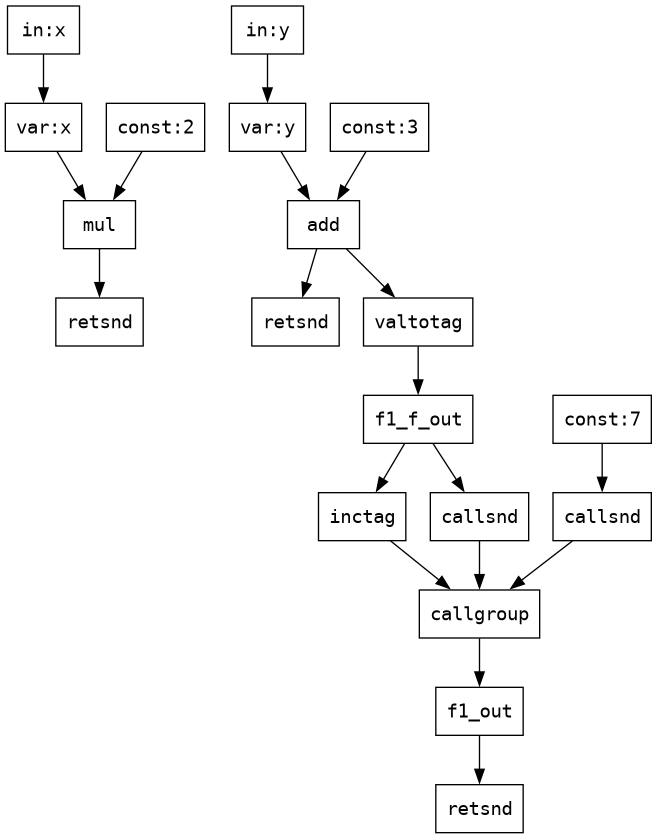 in:x
in:y
var:x
const:2
var:y
const:3
mul
add
retsnd
retsnd
valtotag
f1_f_out
const:7
inctag
callsnd
callsnd
callgroup
f1_out
retsnd